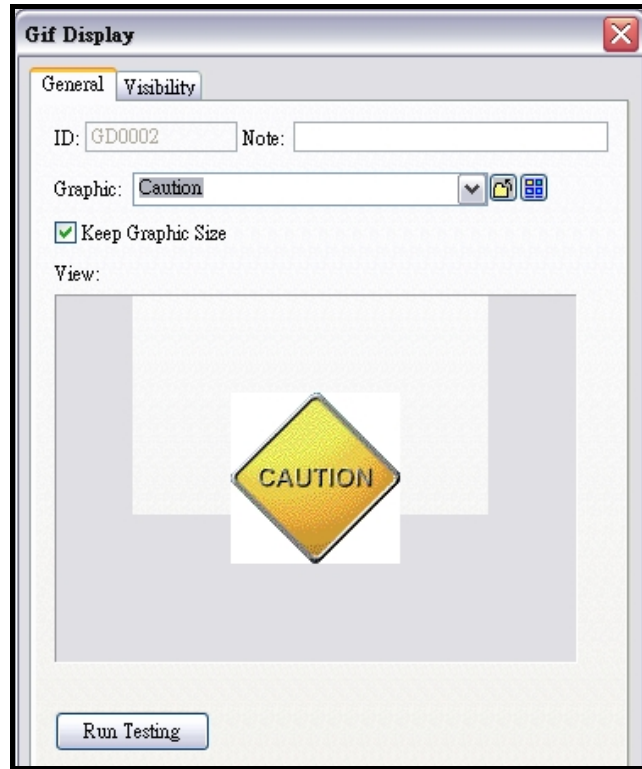 Gif Display
General Visibility
ID: GD0002 Note:
Graphic: Caution
Keep Graphic Size
View:
CAUTION
Run Testing